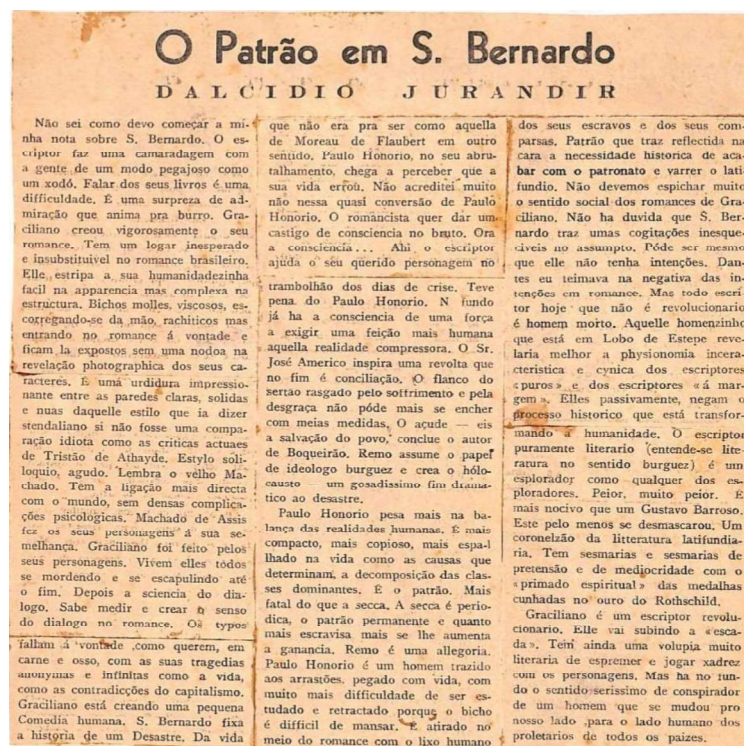 O Patrão em S. Bernardo
DALCIDIO JURANDIR
Não sei como devo começar a mi-
nha nota sobre S. Bernardo. O es-
criptor faz uma camaradagem com
a gente de um modo pegajoso como
um xodó. Falar dos seus livros é uma
difficuldade. É uma surpreza de ad-
miração que anima pra burro. Gra-
ciliano creou vigorosamente o seu
romance. Tem um logar inesperado
e insubstituivel no romance brasileiro.
Elle estripa a sua humanidadezinha
facil na apparencia mas complexa na
estructura. Bichos molles, viscosos, es-
corregando-se da mão, rachiticos mas
entrando no romance á vontade e
ficam la expostos sem uma nodoa na
revelação photographica dos seus ca-
racteres. É uma urdidura impressio-
nante entre as paredes claras, solidas
e nuas daquelle estilo que ia dizer
stendaliano si não fosse uma compa-
ração idiota como as criticas actuaes
de Tristão de Athayde. Estylo soli-
loquio, agudo. Lembra o velho Ma-
chado. Tem a ligação mais directa
com o mundo, sem densas complica-
ções psicologicas. Machado de Assis
fez os seus personagens á sua se-
melhança. Graciliano foi feito pelos
seus personagens. Vivem elles todos
se mordendo e se escapulindo até
o fim. Depois a sciencia do dia-
logo. Sabe medir e crear o senso
do dialogo no romance. Os typos
fallam á vontade como querem, em
carne e osso, com as suas tragedias
anonymas e infinitas como a vida,
como as contradicções do capitalismo.
Graciliano está creando uma pequena
Comedia humana. S. Bernardo fixa
a historia de um Desastre. Da vida
que não era pra ser como aquella
de Moreau de Flaubert em outro
sentido. Paulo Honorio, no seu abru-
talhamento, chega a perceber que a
sua vida errou. Não acreditei muito
não nessa quasi conversão de Paulo
Honorio. O romancista quer dar um
castigo de consciencia no bruto. Ora
a consciencia... Ahi o escriptor
ajuda o seu querido personagem no
trambolhão dos dias de crise. Teve
pena do Paulo Honorio. N fundo
já ha a consciencia de uma força
a exigir uma feição mais humana
aquella realidade compressora. O Sr.
José Americo inspira uma revolta que
no fim é conciliação. O flanco do
sertão rasgado pelo soffrimento e pela
desgraça não póde mais se encher
com meias medidas. O açude — eis
a salvação do povo, conclue o autor
de Boqueirão. Remo assume o papel
de ideologo burguez e crea o holo-
causto — um gosadissimo fim drama-
tico ao desastre.
Paulo Honorio pesa mais na ba-
lança das realidades humanas. É mais
compacto, mais copioso, mais espa-
lhado na vida como as causas que
determinam a decomposição das clas-
ses dominantes. É o patrão. Mais
fatal do que a secca. A secca é perio-
dica, o patrão permanente e quanto
mais escravisa mais se lhe aumenta
a ganancia. Remo é uma allegoria.
Paulo Honorio é um homem trazido
aos arrastões, pegado com vida, com
muito mais difficuldade de ser es-
tudado e retractado porque o bicho
é difficil de mansar. É atirado no
meio do romance com o lixo humano
dos seus escravos e dos seus com-
parsas. Patrão que traz reflectida na
cara a necessidade historica de aca-
bar com o patronato e varrer o lati-
fundio. Não devemos espichar muito
o sentido social dos romances de Gra-
ciliano. Não ha duvida que S. Ber-
nardo traz umas cogitações inesque-
civeis no assumpto. Póde ser mesmo
que elle não tenha intenções. Dan-
tes eu teimava na negativa das in-
tenções em romance. Mas todo escri-
tor hoje que não é revolucionario
é homem morto. Aquelle homenzinho
que está em Lobo de Estepe reve-
laria melhor a physionomia incera-
cteristica e cynica dos escriptores
«puros» e dos escriptores «á mar-
gem». Elles passivamente, negam o
processo historico que está transfor-
mando a humanidade. O escriptor
puramente literario (entende-se lite-
ratura no sentido burguez) é um
esplorador como qualquer dos es-
ploradores. Peior, muito peior. É
mais nocivo que um Gustavo Barroso.
Este pelo menos se desmascarou. Um
coronelzão da litteratura latifundia-
ria. Tem sesmarias e sesmarias de
pretensão e de mediocridade com o
«primado espiritual» das medalhas
cunhadas no ouro do Rothschild.
Graciliano é um escriptor revolu-
cionario. Elle vai subindo a «esca-
da». Tem ainda uma volupia muito
literaria de espremer e jogar xadrez
com os personagens. Mas ha no fun-
do o sentido serissimo de conspirador
de um homem que se mudou pro
nosso lado para o lado humano dos
proletarios de todos os paizes.